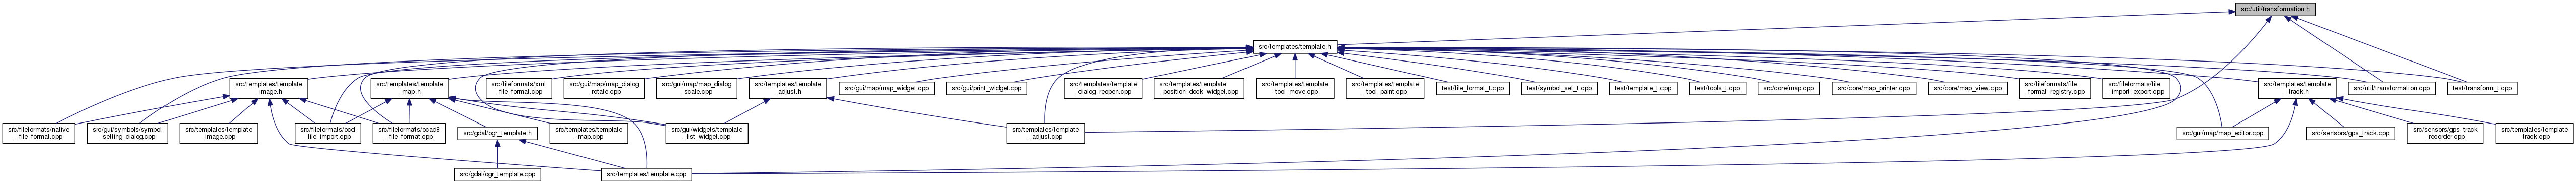 src/util/transformation.h
src/templates/template.h
src/templates/template
_image.h
src/templates/template
_map.h
src/fileformats/xml
_file_format.cpp
src/gui/map/map_dialog
_rotate.cpp
src/gui/map/map_dialog
_scale.cpp
src/templates/template
_adjust.h
src/gui/map/map_widget.cpp
src/gui/print_widget.cpp
src/templates/template
_dialog_reopen.cpp
src/templates/template
_position_dock_widget.cpp
src/templates/template
_tool_move.cpp
src/templates/template
_tool_paint.cpp
test/file_format_t.cpp
test/symbol_set_t.cpp
test/template_t.cpp
test/tools_t.cpp
src/core/map.cpp
src/core/map_printer.cpp
src/core/map_view.cpp
src/fileformats/file
_format_registry.cpp
src/fileformats/file
_import_export.cpp
src/templates/template
_track.h
src/util/transformation.cpp
test/transform_t.cpp
src/fileformats/native
_file_format.cpp
src/gui/symbols/symbol
_setting_dialog.cpp
src/templates/template
_image.cpp
src/fileformats/ocd
_file_import.cpp
src/fileformats/ocad8
_file_format.cpp
src/gdal/ogr_template.h
src/templates/template
_map.cpp
src/gui/widgets/template
_list_widget.cpp
src/templates/template
_adjust.cpp
src/gui/map/map_editor.cpp
src/sensors/gps_track.cpp
src/sensors/gps_track
_recorder.cpp
src/templates/template
_track.cpp
src/gdal/ogr_template.cpp
src/templates/template.cpp